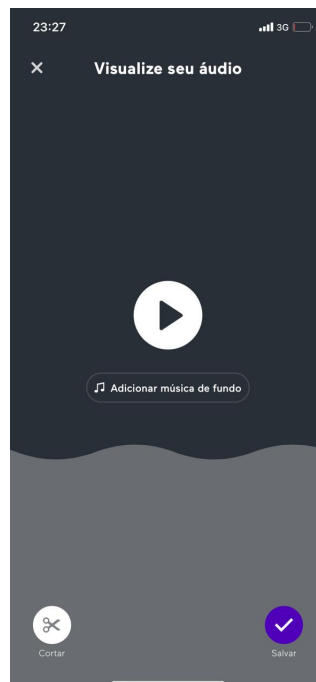 23:27
3G
Visualize seu áudio
Adicionar música de fundo
Cortar
Salvar